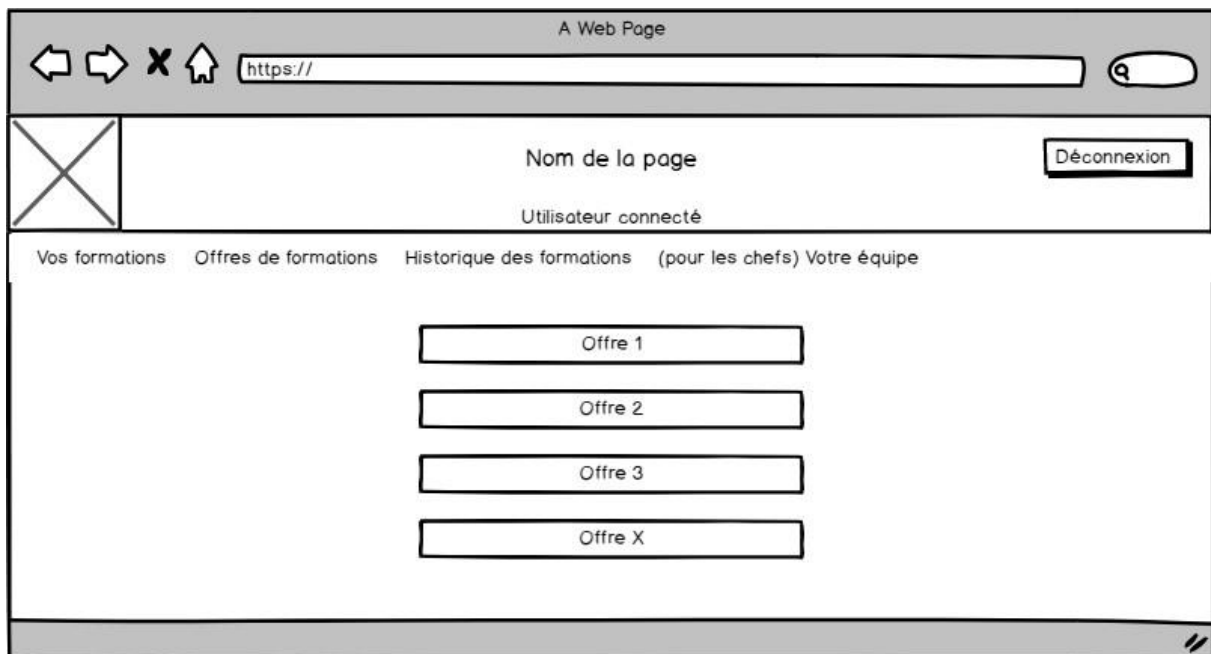 A Web Page
https://
Nom de la page
Déconnexion
Utilisateur connecté
Vos formations Offres de formations Historique des formations (pour les chefs) Votre équipe
Offre 1
Offre 2
Offre 3
Offre X